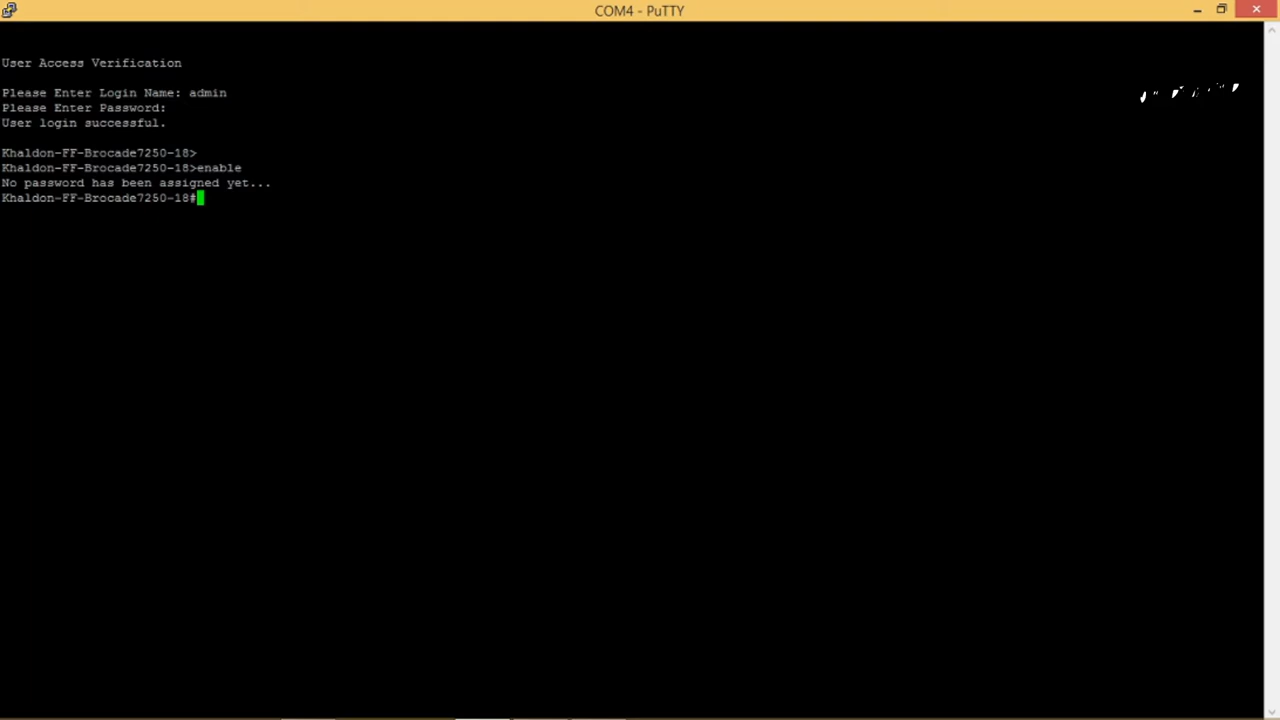 COM4 - PuTTY
User Access Verification
Please Enter Login Name: admin
Please Enter Password:
User login successful.
Khaldon-FF-Brocade7250-18>
Khaldon-FF-Brocade7250-18>enable
No password has been assigned yet...
Khaldon-FF-Brocade7250-18#